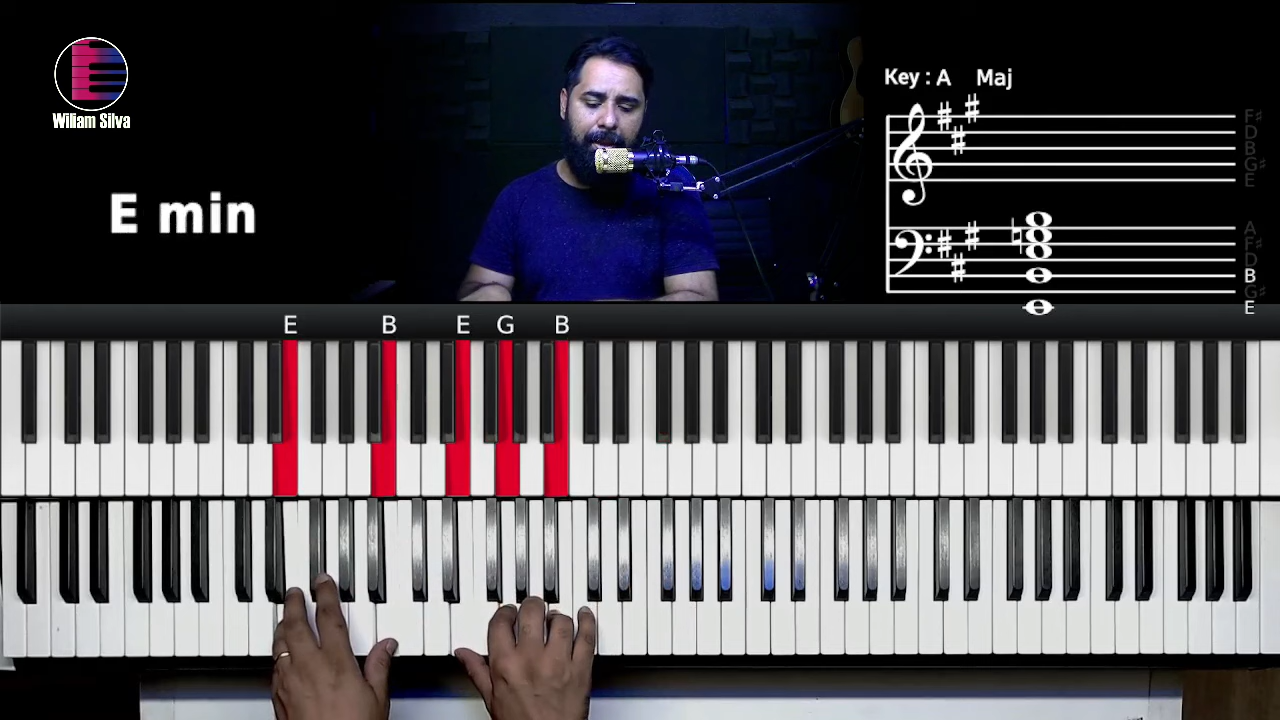 Wiliam Silva
E min
Key : A Maj
F♯
D
B
G♯
E
A
F♯
D
B
G♯
E
E B E G B